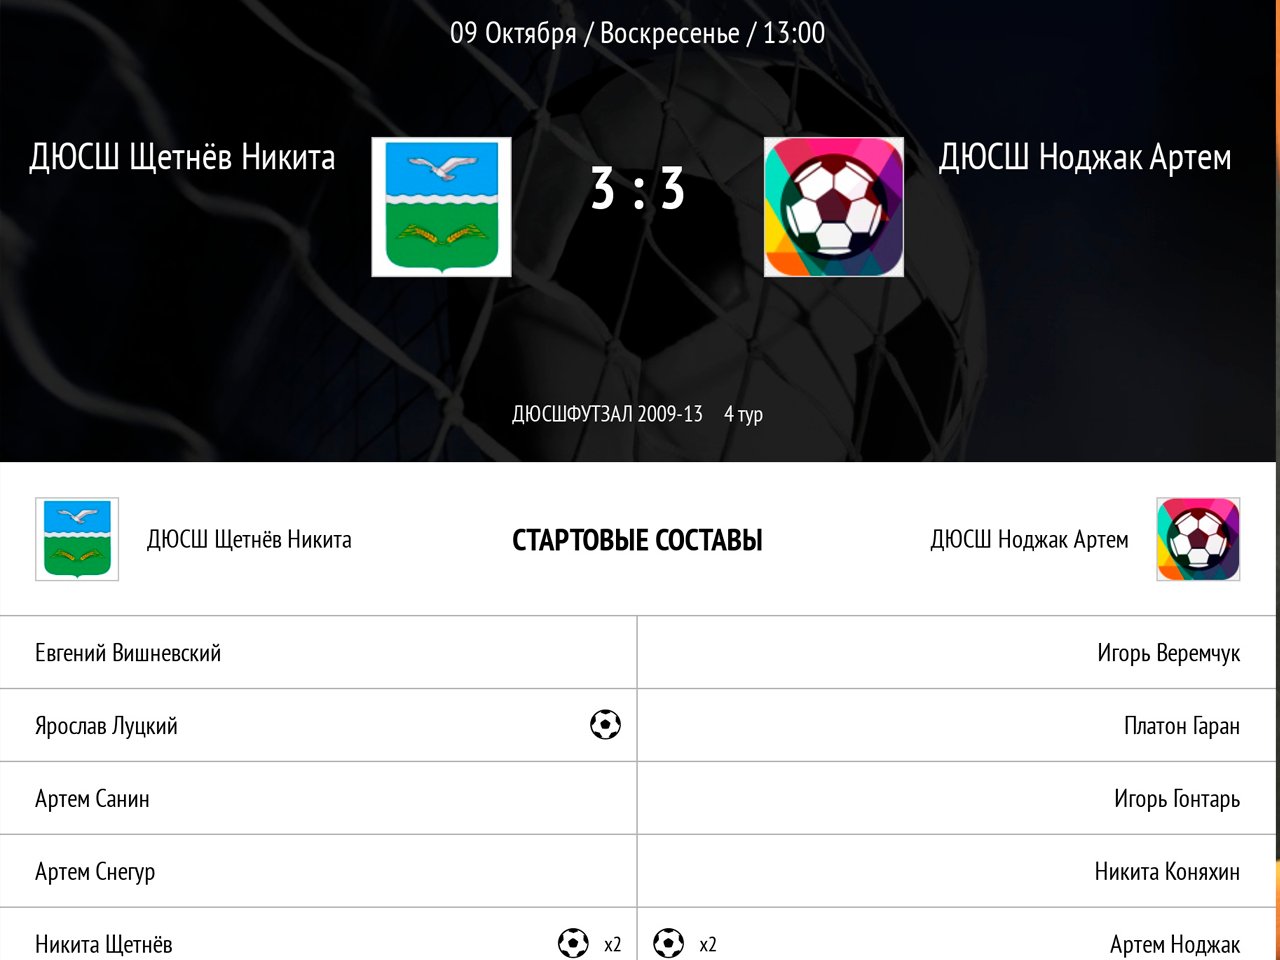 09 Октября / Воскресенье / 13:00
ДЮСШ Щетнёв Никита
3 : 3
ДЮСШ Ноджак Артем
ДЮСШФУТЗАЛ 2009-13 4 тур
ДЮСШ Щетнёв Никита СТАРТОВЫЕ СОСТАВЫ ДЮСШ Ноджак Артем
Евгений Вишневский Игорь Веремчук
Ярослав Луцкий Платон Гаран
Артем Санин Игорь Гонтарь
Артем Снегур Никита Коняхин
Никита Щетнёв x2 x2 Артем Ноджак